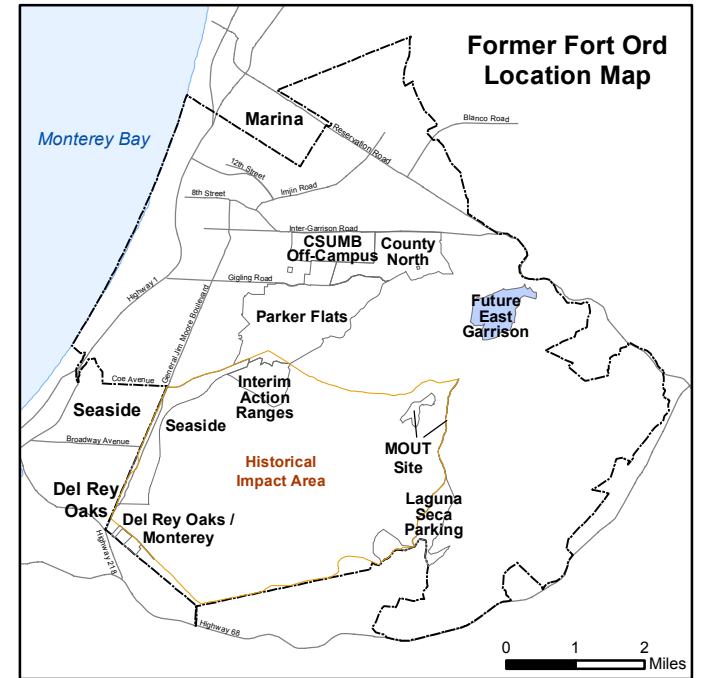 Former Fort Ord
Location Map
Marina
Monterey Bay
Blanco Road
Reservation Road
12th Street
Imjin Road
8th Street
Inter-Garrison Road
CSUMB
Off-Campus
County
North
Gigling Road
Highway 1
General Jim Moore Boulevard
Parker Flats
Future
East
Garrison
Coe Avenue
Interim
Action
Ranges
Seaside
Seaside
Broadway Avenue
MOUT
Site
Historical
Impact Area
Del Rey
Oaks
Laguna
Seca
Parking
Del Rey Oaks /
Monterey
Highway 218
Highway 68
0 1 2
Miles